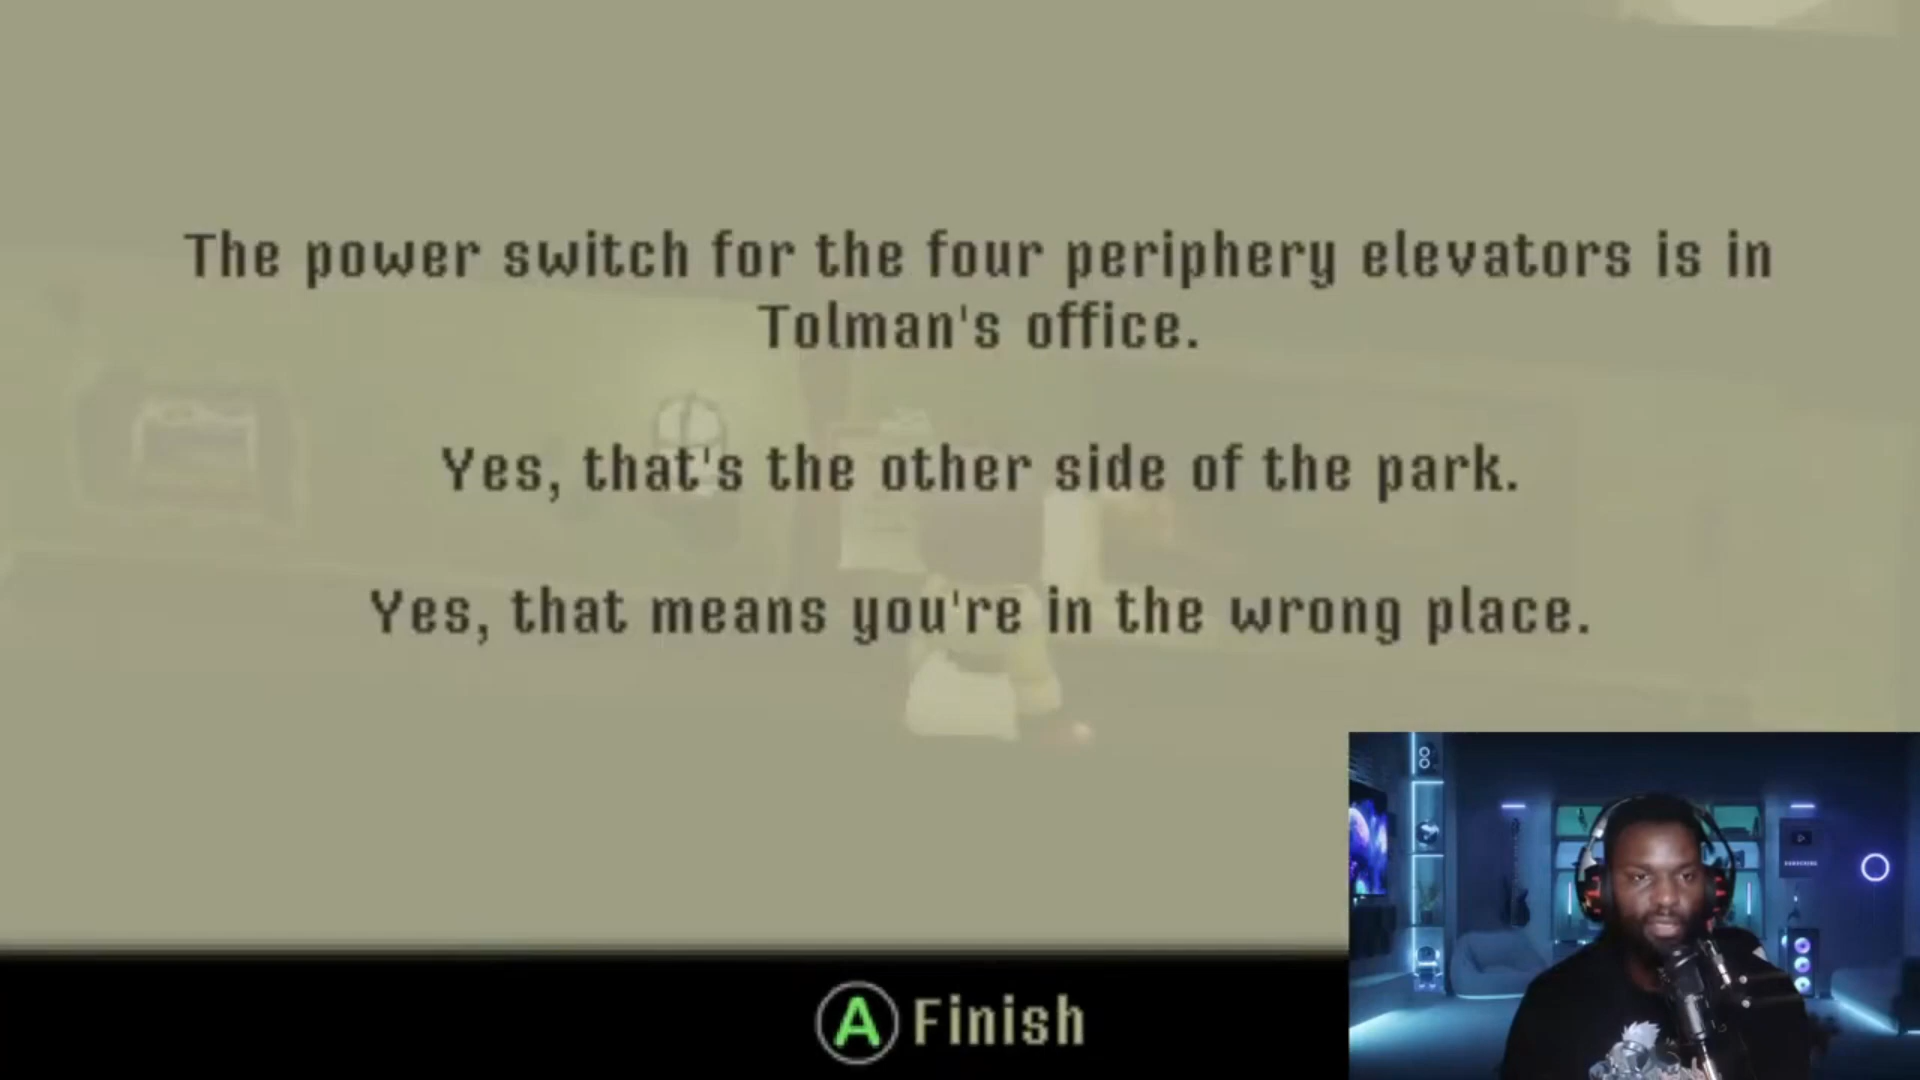 The power switch for the four periphery elevators is in
Tolman's office.
Yes, that's the other side of the park.
Yes, that means you're in the wrong place.
A Finish